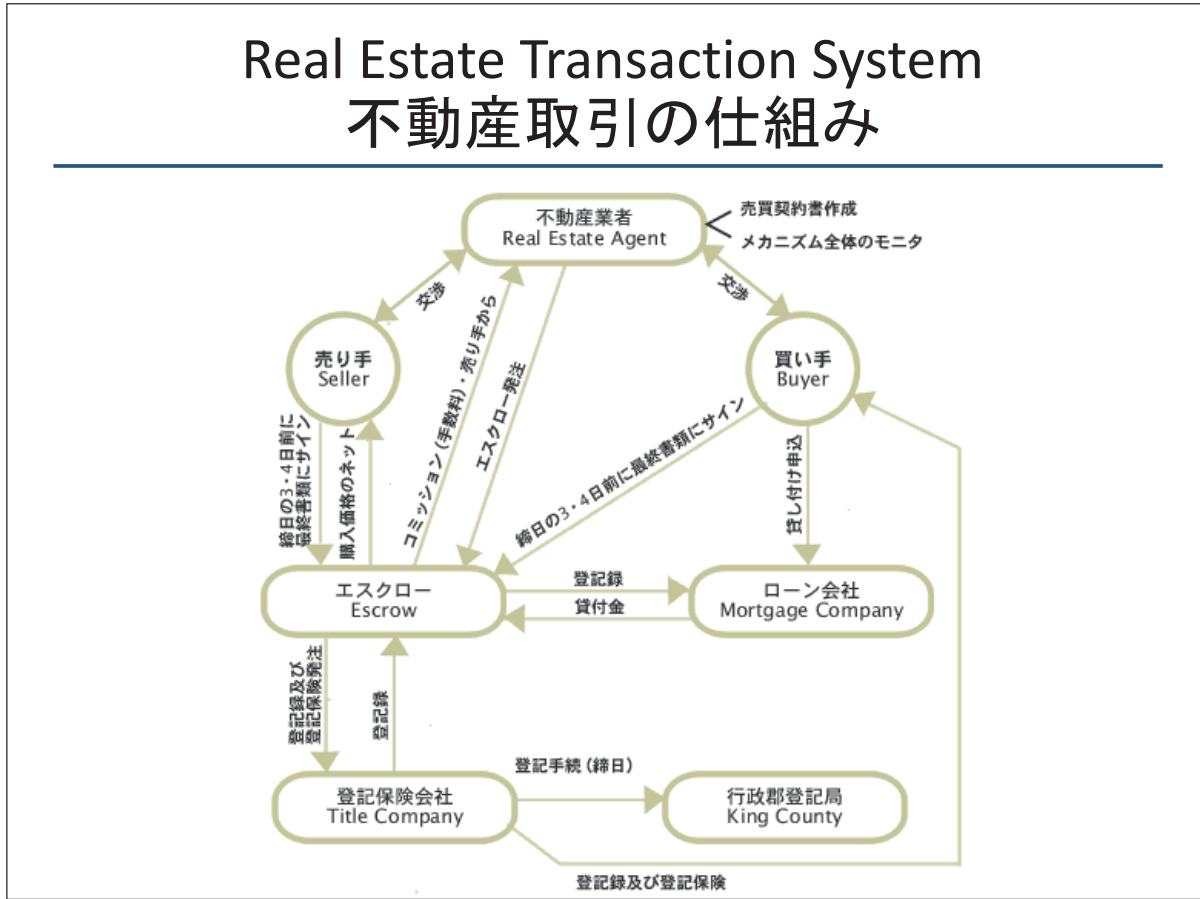 Real Estate Transaction System
不動産取引の仕組み
不動産業者
Real Estate Agent
売買契約書作成
メカニズム全体のモニタ
交渉
交渉
売り手
Seller
買い手
Buyer
コミッション(手数料)・売り手から
エスクロー発注
締日の3・4日前に
最終書類にサイン
購入価格のネット
締日の3・4日前に最終書類にサイン
貸し付け申込
エスクロー
Escrow
登記録
貸付金
ローン会社
Mortgage Company
登記録及び
登記保険発注
登記録
登記手続(締日)
登記保険会社
Title Company
行政郡登記局
King County
登記録及び登記保険